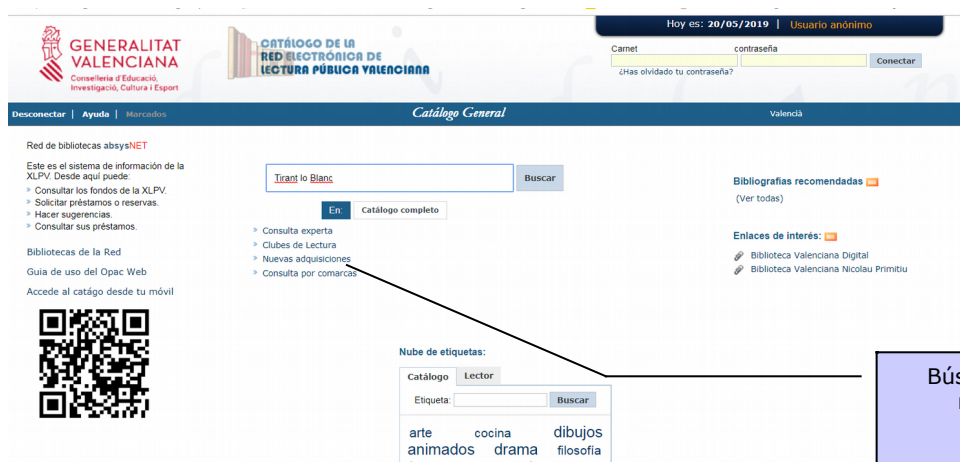 Hoy es: 20/05/2019 | Usuario anónimo
GENERALITAT
VALENCIANA
Conselleria d'Educació,
Investigació, Cultura i Esport
CATÁLOGO DE LA
RED ELECTRÓNICA DE
LECTURA PÚBLICA VALENCIANA
Carnet contraseña
Conectar
¿Has olvidado tu contraseña?
Desconectar | Ayuda | Marcados
Catálogo General
Valencià
Red de bibliotecas absysNET
Este es el sistema de información de la
XLPV. Desde aquí puede:
» Consultar los fondos de la XLPV.
» Solicitar préstamos o reservas.
» Hacer sugerencias.
» Consultar sus préstamos.
Bibliotecas de la Red
Guia de uso del Opac Web
Accede al catágo desde tu móvil
Tirant lo Blanc
Buscar
En: Catálogo completo
» Consulta experta
» Clubes de Lectura
» Nuevas adquisiciones
» Consulta por comarcas
Bibliografias recomendadas
(Ver todas)
Enlaces de interés:
Biblioteca Valenciana Digital
Biblioteca Valenciana Nicolau Primitiu
Nube de etiquetas:
Catálogo Lector
Etiqueta: Buscar
arte cocina dibujos
animados drama filosofía